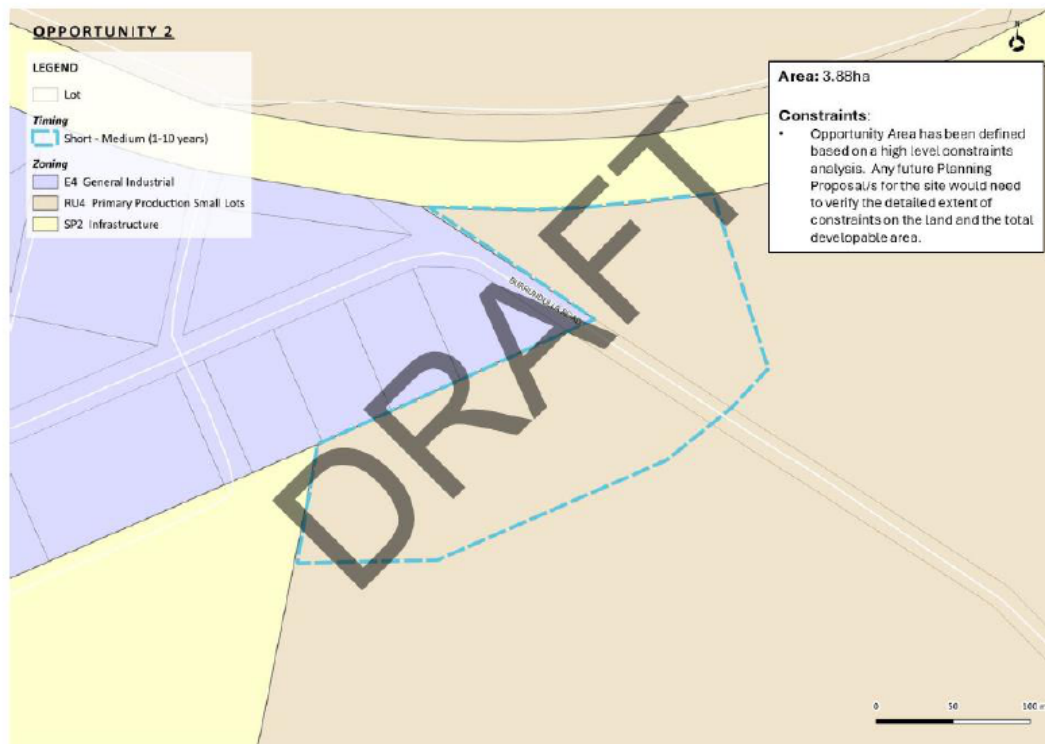 OPPORTUNITY 2
LEGEND
Lot
Timing
Short - Medium (1-10 years)
Zoning
E4 General Industrial
RU4 Primary Production Small Lots
SP2 Infrastructure
N
Area: 3.88ha
Constraints:
• Opportunity Area has been defined
based on a high level constraints
analysis. Any future Planning
Proposal/s for the site would need
to verify the detailed extent of
constraints on the land and the total
developable area.
BURRUNDULLA ROAD
DRAFT
0 50 100 m